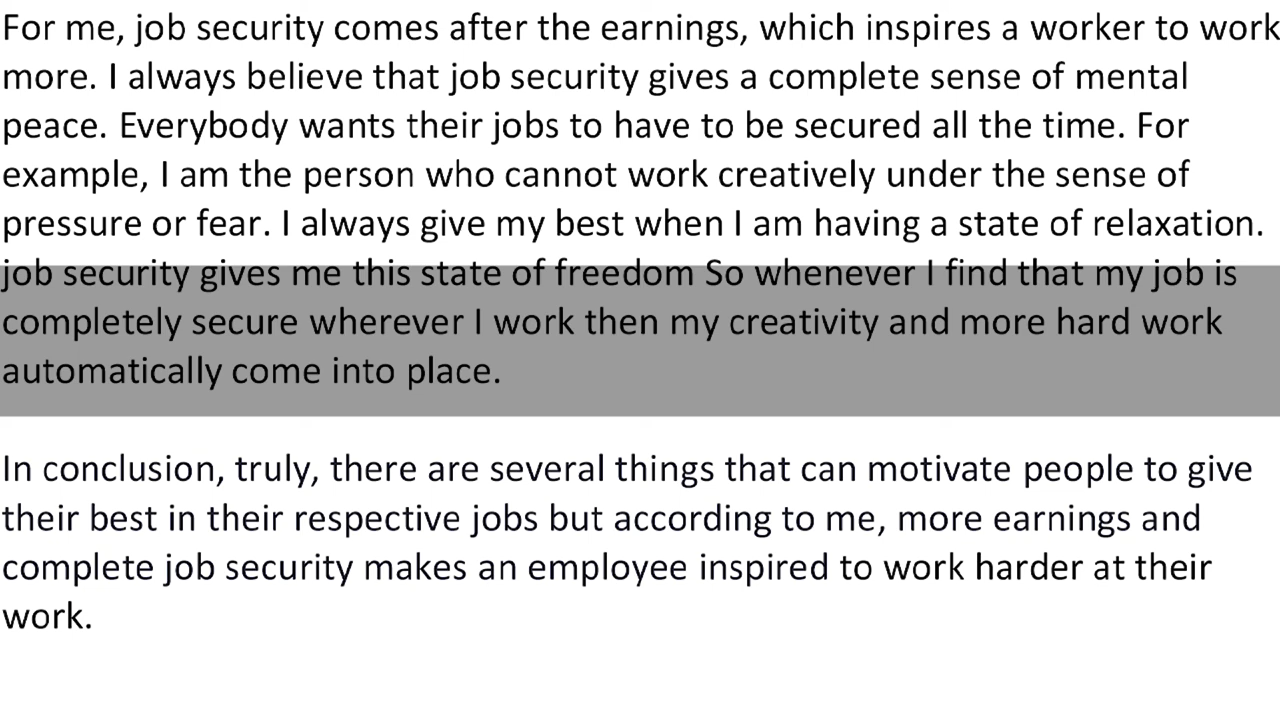 For me, job security comes after the earnings, which inspires a worker to work
more. I always believe that job security gives a complete sense of mental
peace. Everybody wants their jobs to have to be secured all the time. For
example, I am the person who cannot work creatively under the sense of
pressure or fear. I always give my best when I am having a state of relaxation.
job security gives me this state of freedom So whenever I find that my job is
completely secure wherever I work then my creativity and more hard work
automatically come into place.
In conclusion, truly, there are several things that can motivate people to give
their best in their respective jobs but according to me, more earnings and
complete job security makes an employee inspired to work harder at their
work.